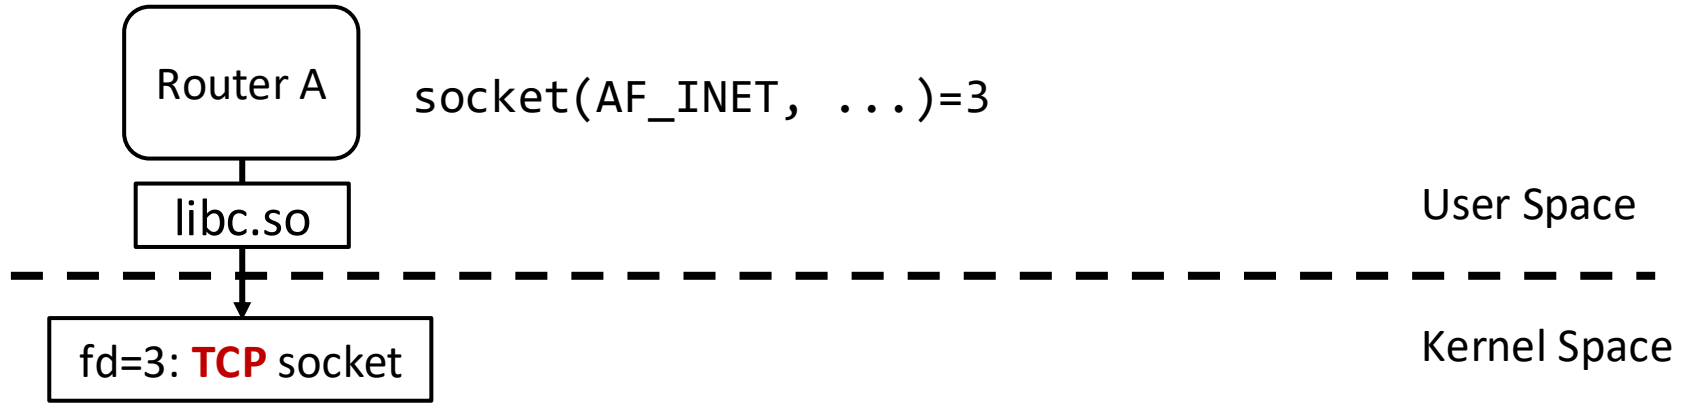 Router A
socket(AF_INET, ...)=3
libc.so
User Space
fd=3: TCP socket
Kernel Space